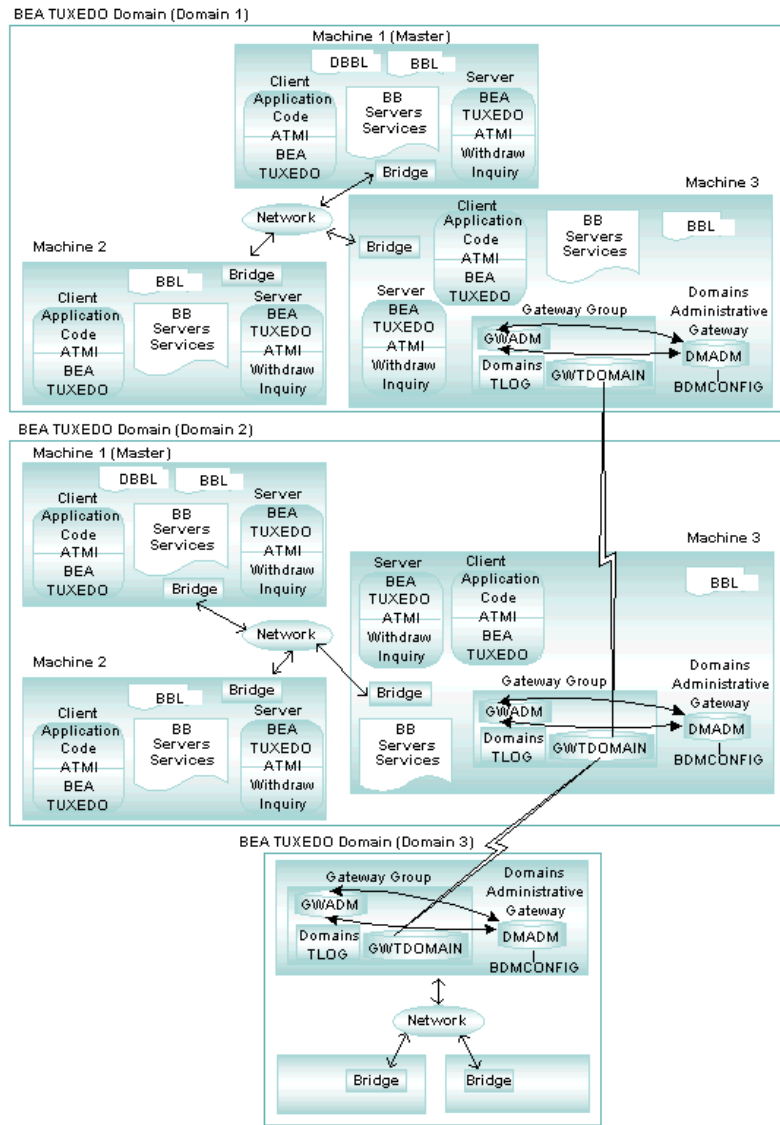 BEA TUXEDO Domain (Domain 1)
Machine 1 (Master)
DBBL
BBL
Client
Application
Code
ATMI
BEA
TUXEDO
BB
Servers
Services
Server
BEA
TUXEDO
ATMI
Withdraw
Inquiry
Bridge
Network
Machine 3
Bridge
Client
Application
Code
ATMI
BEA
TUXEDO
BB
Servers
Services
BBL
Server
BEA
TUXEDO
ATMI
Withdraw
Inquiry
Gateway Group
GWADM
Domains
TLOG
GWTDOMAIN
Domains
Administrative
Gateway
DMADM
BDMCONFIG
Machine 2
BBL
Bridge
Client
Application
Code
ATMI
BEA
TUXEDO
BB
Servers
Services
Server
BEA
TUXEDO
ATMI
Withdraw
Inquiry
BEA TUXEDO Domain (Domain 2)
Machine 1 (Master)
DBBL
BBL
Client
Application
Code
ATMI
BEA
TUXEDO
BB
Servers
Services
Server
BEA
TUXEDO
ATMI
Withdraw
Inquiry
Bridge
Network
Machine 3
Server
BEA
TUXEDO
ATMI
Withdraw
Inquiry
Client
Application
Code
ATMI
BEA
TUXEDO
BBL
Bridge
BB
Servers
Services
Gateway Group
GWADM
Domains
TLOG
GWTDOMAIN
Domains
Administrative
Gateway
DMADM
BDMCONFIG
Machine 2
BBL
Bridge
Client
Application
Code
ATMI
BEA
TUXEDO
BB
Servers
Services
Server
BEA
TUXEDO
ATMI
Withdraw
Inquiry
BEA TUXEDO Domain (Domain 3)
Gateway Group
GWADM
Domains
TLOG
GWTDOMAIN
Domains
Administrative
Gateway
DMADM
BDMCONFIG
Network
Bridge
Bridge